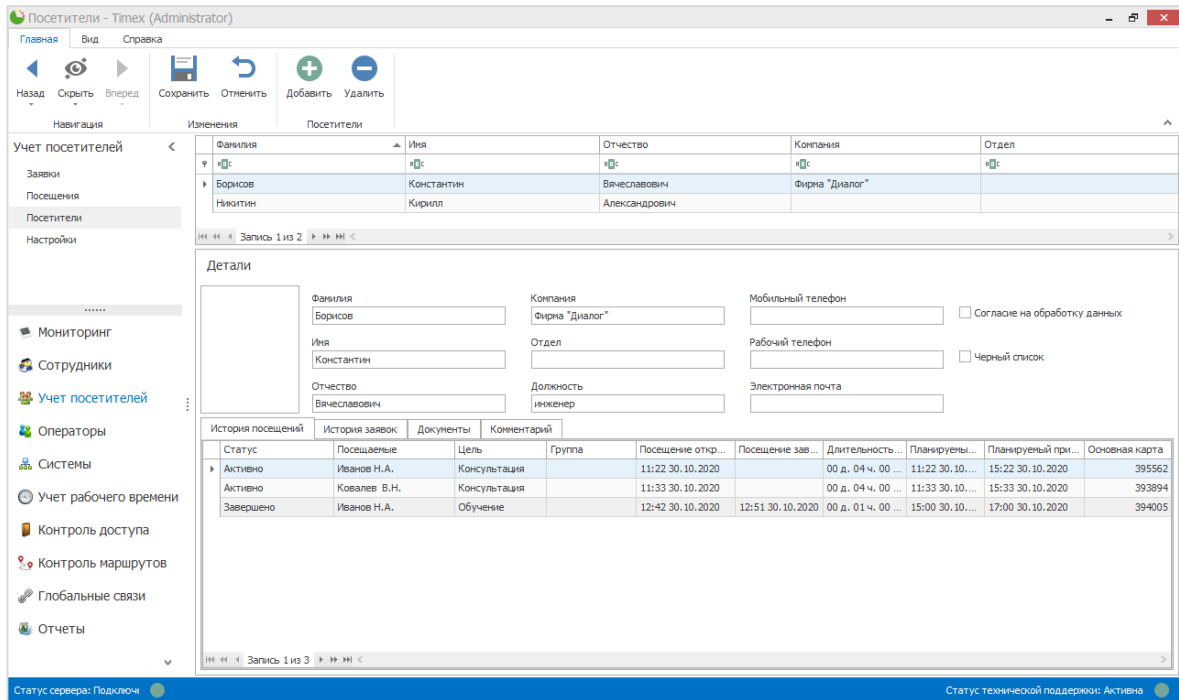 Посетители - Timex (Administrator)
Главная Вид Справка
Назад Скрыть Вперед Сохранить Отменить Добавить Удалить
Навигация Изменения Посетители
Учет посетителей
Заявки
Посещения
Посетители
Настройки
Мониторинг
Сотрудники
Учет посетителей
Операторы
Системы
Учет рабочего времени
Контроль доступа
Контроль маршрутов
Глобальные связи
Отчеты
Фамилия Имя Отчество Компания Отдел
Борисов Константин Вячеславович Фирма "Диалог"
Никитин Кирилл Александрович
Запись 1 из 2
Детали
Фамилия Компания Мобильный телефон
Борисов Фирма "Диалог" Согласие на обработку данных
Имя Отдел Рабочий телефон
Константин Черный список
Отчество Должность Электронная почта
Вячеславович инженер
История посещений История заявок Документы Комментарий
Статус Посещаемые Цель Группа Посещение откр... Посещение зав... Длительность... Планируемы... Планируемый при... Основная карта
Активно Иванов Н.А. Консультация 11:22 30.10.2020 00 д. 04 ч. 00 ... 11:22 30.10.... 15:22 30.10.2020 395562
Активно Ковалев В.Н. Консультация 11:33 30.10.2020 00 д. 04 ч. 00 ... 11:33 30.10.... 15:33 30.10.2020 393894
Завершено Иванов Н.А. Обучение 12:42 30.10.2020 12:51 30.10.2020 00 д. 01 ч. 00 ... 15:00 30.10.... 17:00 30.10.2020 394005
Запись 1 из 3
Статус сервера: Подключе Статус технической поддержки: Активна